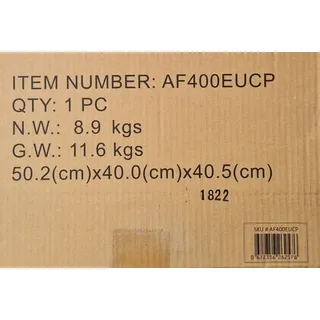 ITEM NUMBER: AF400EUCP
QTY: 1 PC
N.W.: 8.9 kgs
G.W.: 11.6 kgs
50.2(cm)x40.0(cm)x40.5(cm)
1822
SKU # AF400EUCP